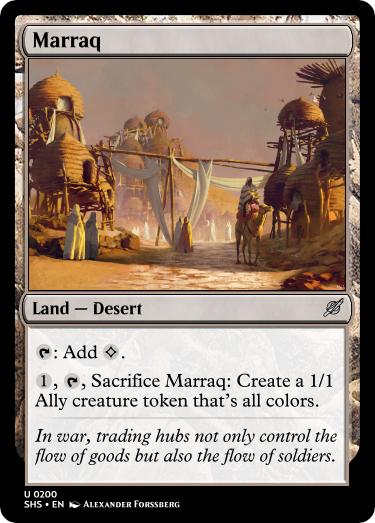 Marraq
Land — Desert
: Add .
1, , Sacrifice Marraq: Create a 1/1
Ally creature token that's all colors.
In war, trading hubs not only control the
flow of goods but also the flow of soldiers.
U 0200
SHS • EN Alexander Forssberg